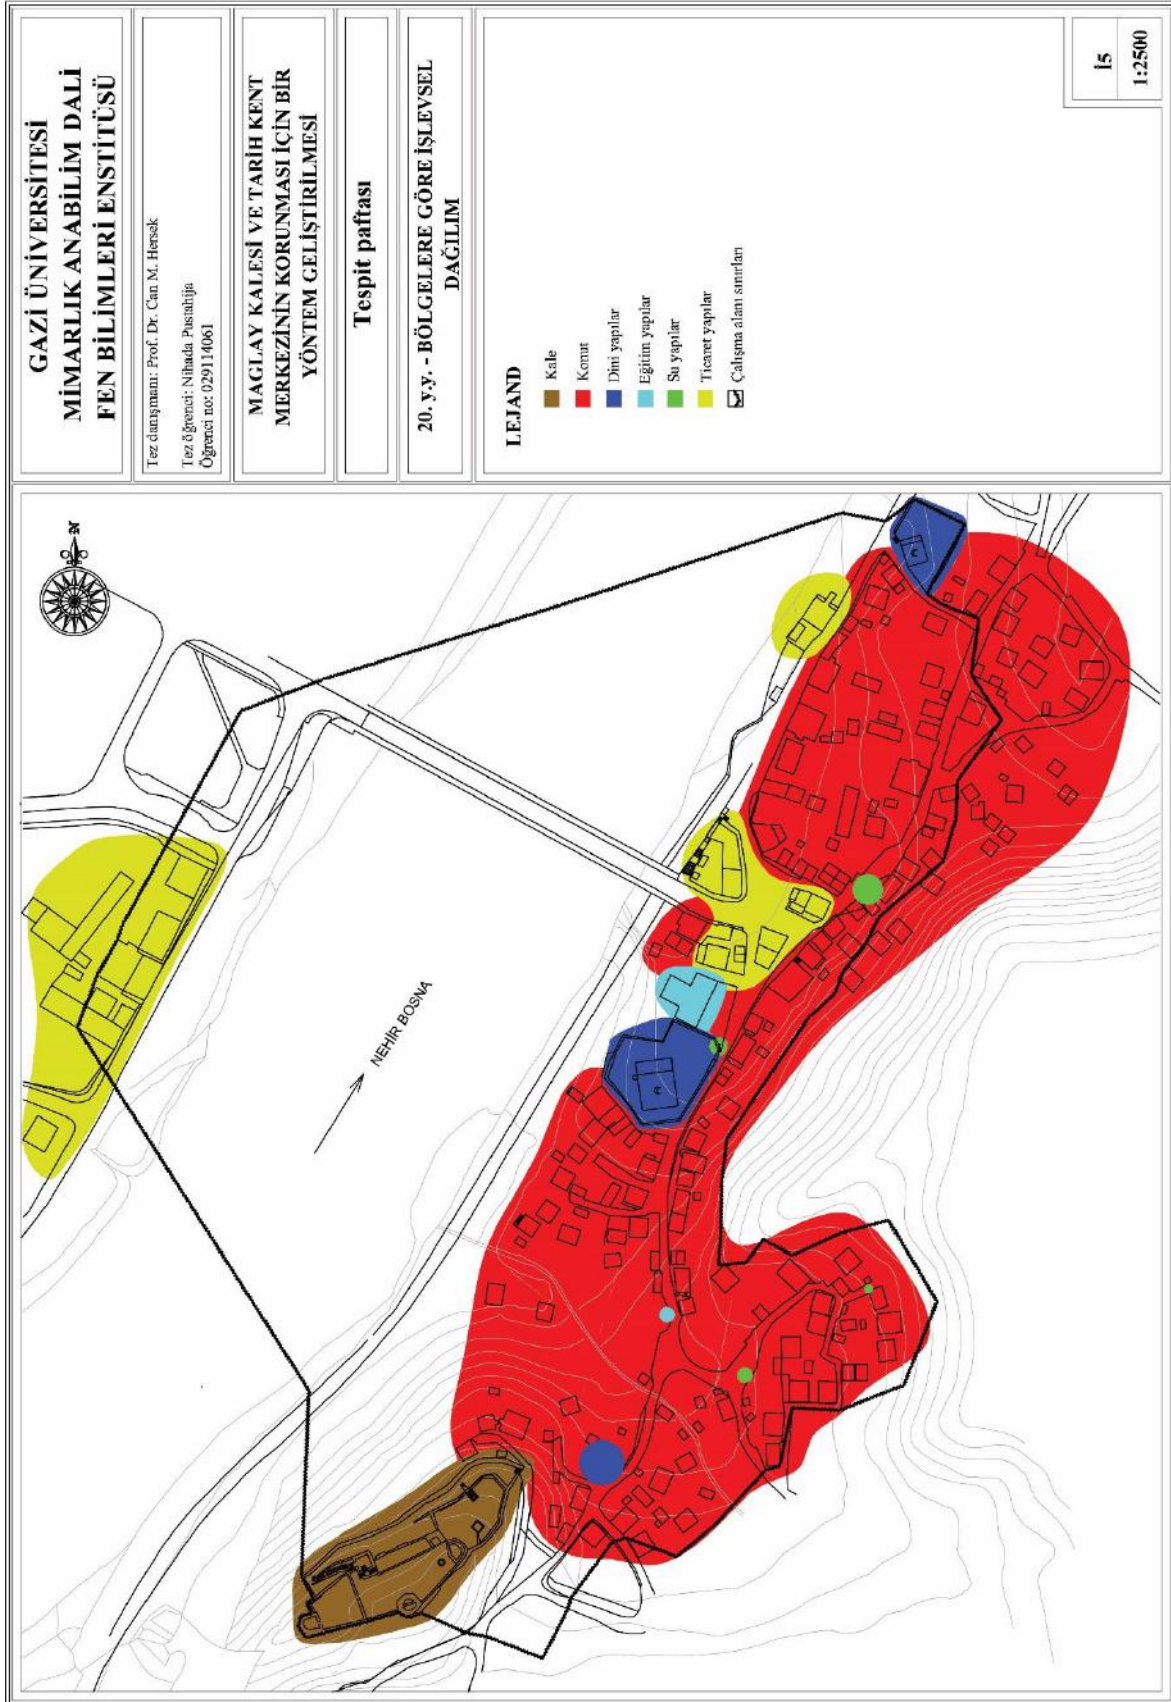 GAZİ ÜNİVERSİTESİ
MİMARLIK ANABİLİM DALİ
FEN BİLİMLERİ ENSTİTÜSÜ
Tez danışmanı: Prof. Dr. Can M. Hersek
Tez öğrenci: Nihada Pustahija
Öğrenci no: 029114061
MAGLAY KALESİ VE TARİH KENT
MERKEZİNİN KORUNMASI İÇİN BİR
YÖNTEM GELİŞTİRİLMESİ
Tespit paftası
20. y.y. - BÖLGELERE GÖRE İŞLEVSEL
DAĞILIM
LEJAND
Kale
Konut
Dini yapılar
Eğitim yapılar
Su yapılar
Ticaret yapılar
Çalışma alanı sınırları
İ5
1:2500
N
NEHİR BOSNA